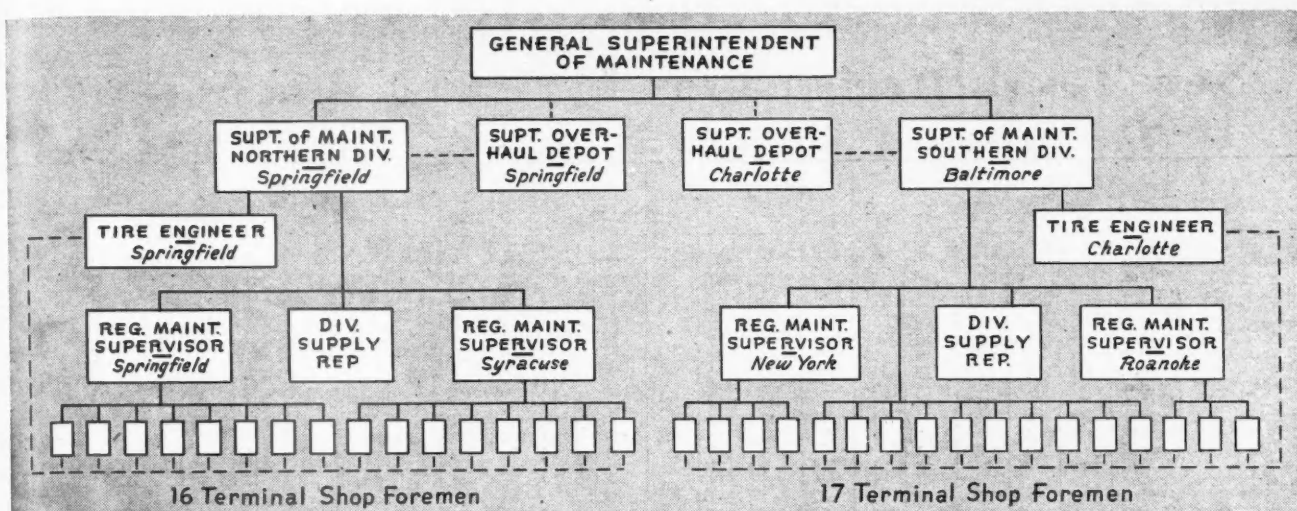 GENERAL SUPERINTENDENT
OF MAINTENANCE
SUPT. of MAINT.
NORTHERN DIV.
Springfield
SUPT. OVER-
HAUL DEPOT
Springfield
SUPT. OVER-
HAUL DEPOT
Charlotte
SUPT. of MAINT.
SOUTHERN DIV.
Baltimore
TIRE ENGINEER
Springfield
TIRE ENGINEER
Charlotte
REG. MAINT.
SUPERVISOR
Springfield
DIV.
SUPPLY
REP
REG. MAINT.
SUPERVISOR
Syracuse
REG. MAINT.
SUPERVISOR
New York
DIV.
SUPPLY
REP.
REG. MAINT.
SUPERVISOR
Roanoke
16 Terminal Shop Foremen
17 Terminal Shop Foremen